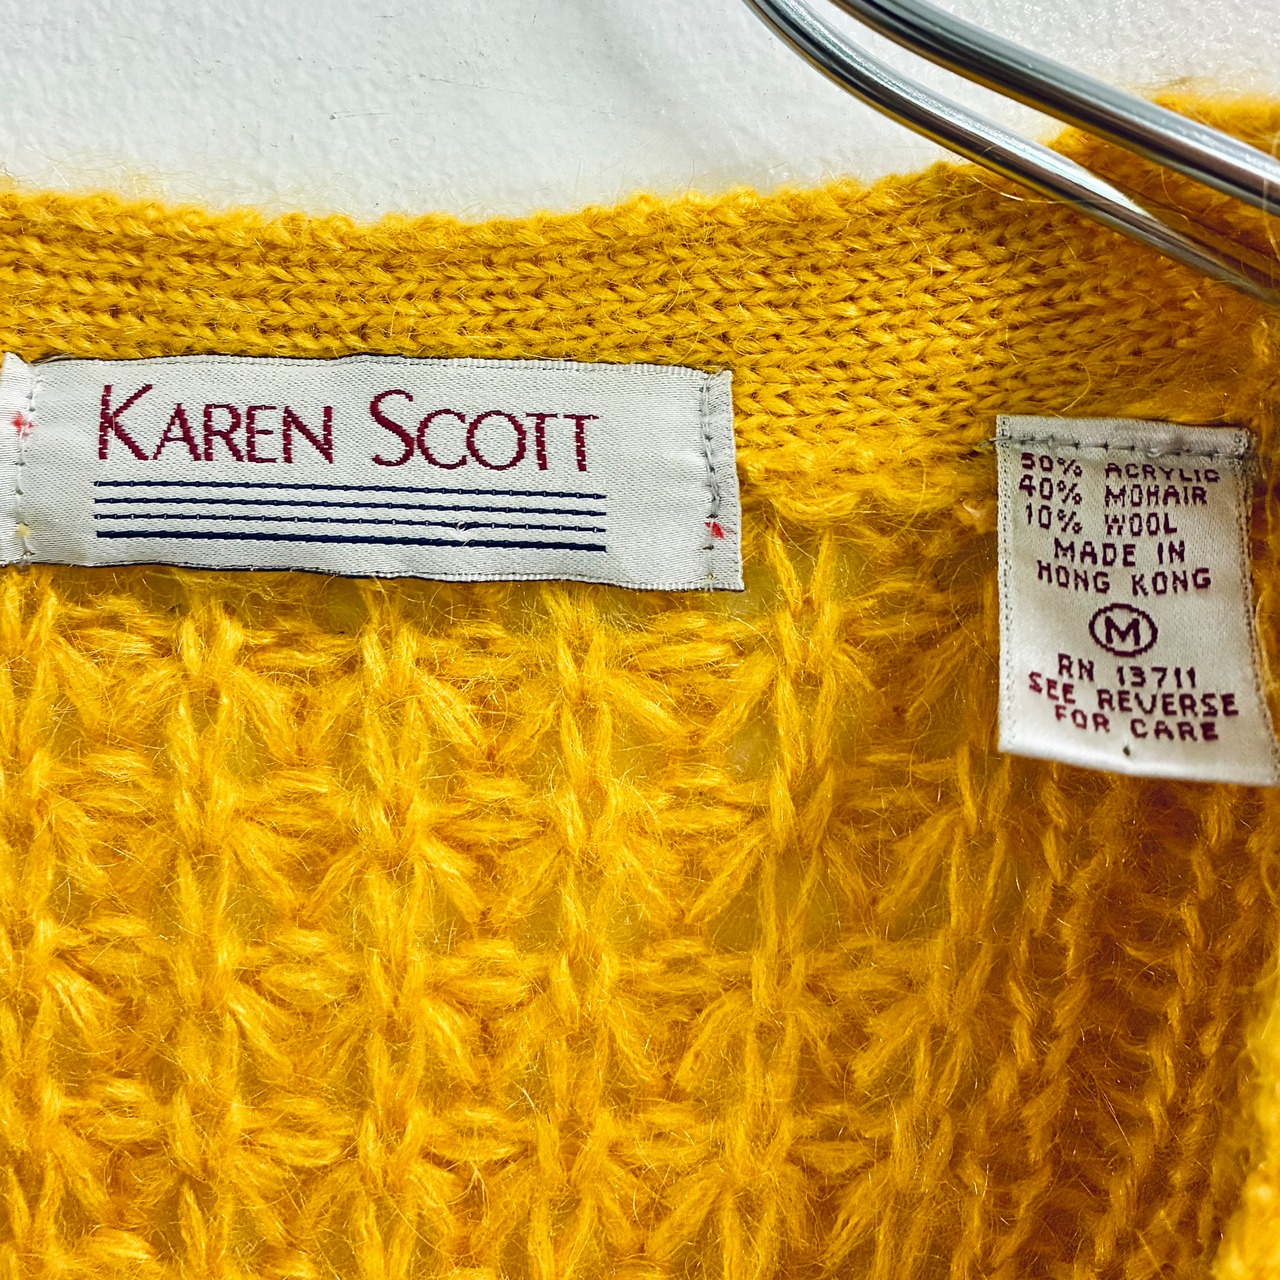 KAREN SCOTT
50% ACRYLIC
40% MOHAIR
10% WOOL
MADE IN
HONG KONG
M
RN 13711
SEE REVERSE
FOR CARE